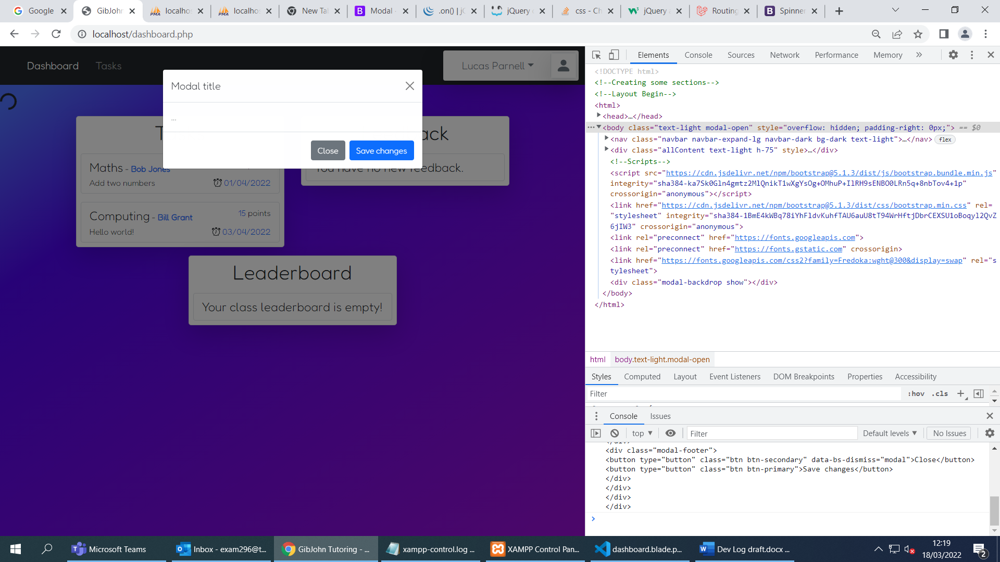 Google
GibJohn
localhos
localhos
New Tab
Modal
.on() | jQ
jQuery
css - Ch
jQuery
Routing
Spinner
localhost/dashboard.php
Dashboard
Tasks
Lucas Parnell
Modal title
...
Close
Save changes
T
ack
Maths - Bob Jones
Add two numbers
01/04/2022
You have no new feedback.
Computing - Bill Grant
15 points
Hello world!
03/04/2022
Leaderboard
Your class leaderboard is empty!
Elements
Console
Sources
Network
Performance
Memory
<!DOCTYPE html>
<!--Creating some sections-->
<!--Layout Begin-->
<html>
<head>…</head>
<body class="text-light modal-open" style="overflow: hidden; padding-right: 0px;"> == $0
<nav class="navbar navbar-expand-lg navbar-dark bg-dark text-light">…</nav> flex
<div class="allContent text-light h-75" style>…</div>
<!--Scripts-->
<script src="https://cdn.jsdelivr.net/npm/bootstrap@5.1.3/dist/js/bootstrap.bundle.min.js"
integrity="sha384-ka7Sk0Gln4gmtz2MlQnikT1wXgYsOg+OMhuP+IlRH9sENBO0LRn5q+8nbTov4+1p"
crossorigin="anonymous"></script>
<link href="https://cdn.jsdelivr.net/npm/bootstrap@5.1.3/dist/css/bootstrap.min.css" rel=
"stylesheet" integrity="sha384-1BmE4kWBq78iYhFldvKuhfTAU6auU8tT94WrHftjDbrCEXSU1oBoqyl2QvZ
6jIW3" crossorigin="anonymous">
<link rel="preconnect" href="https://fonts.googleapis.com">
<link rel="preconnect" href="https://fonts.gstatic.com" crossorigin>
<link href="https://fonts.googleapis.com/css2?family=Fredoka:wght@300&display=swap" rel="s
tylesheet">
<div class="modal-backdrop show"></div>
</body>
</html>
html
body.text-light.modal-open
Styles
Computed
Layout
Event Listeners
DOM Breakpoints
Properties
Accessibility
Filter
:hov
.cls
Console
Issues
top
Filter
Default levels
No Issues
<div class="modal-footer">
<button type="button" class="btn btn-secondary" data-bs-dismiss="modal">Close</button>
<button type="button" class="btn btn-primary">Save changes</button>
</div>
</div>
</div>
</div>
Microsoft Teams
Inbox - exam296@t...
GibJohn Tutoring - ...
xampp-control.log ...
XAMPP Control Pan...
dashboard.blade.p...
Dev Log draft.docx ...
12:19
18/03/2022
2